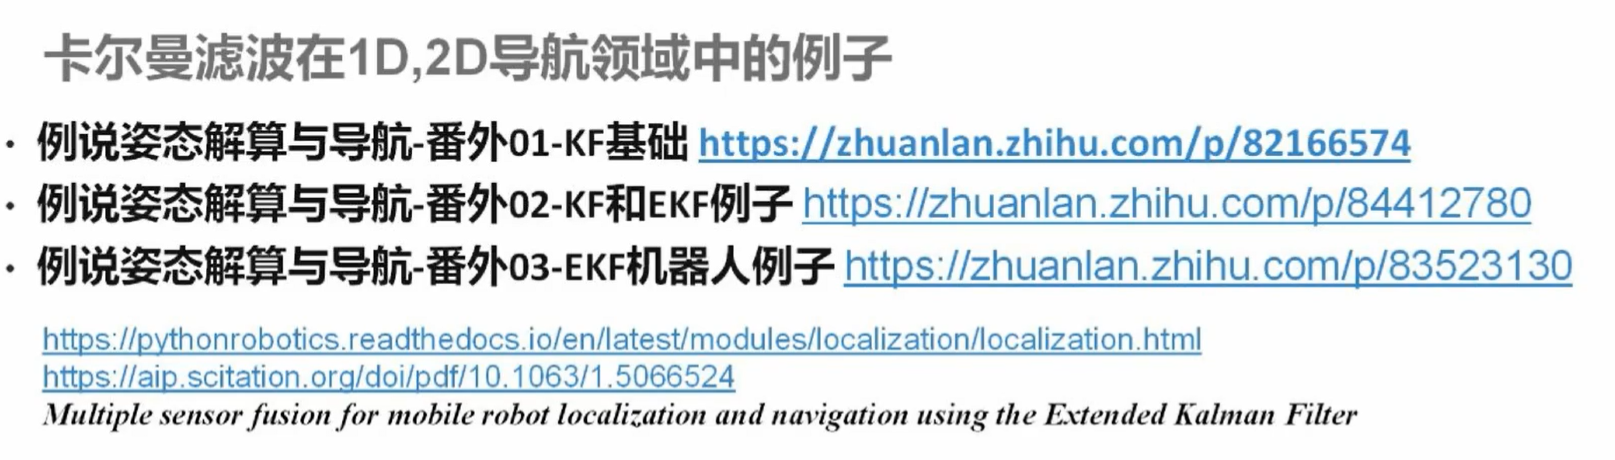 卡尔曼滤波在1D,2D导航领域中的例子
· 例说姿态解算与导航-番外01-KF基础 https://zhuanlan.zhihu.com/p/82166574
· 例说姿态解算与导航-番外02-KF和EKF例子 https://zhuanlan.zhihu.com/p/84412780
· 例说姿态解算与导航-番外03-EKF机器人例子 https://zhuanlan.zhihu.com/p/83523130
https://pythonrobotics.readthedocs.io/en/latest/modules/localization/localization.html
https://aip.scitation.org/doi/pdf/10.1063/1.5066524
Multiple sensor fusion for mobile robot localization and navigation using the Extended Kalman Filter